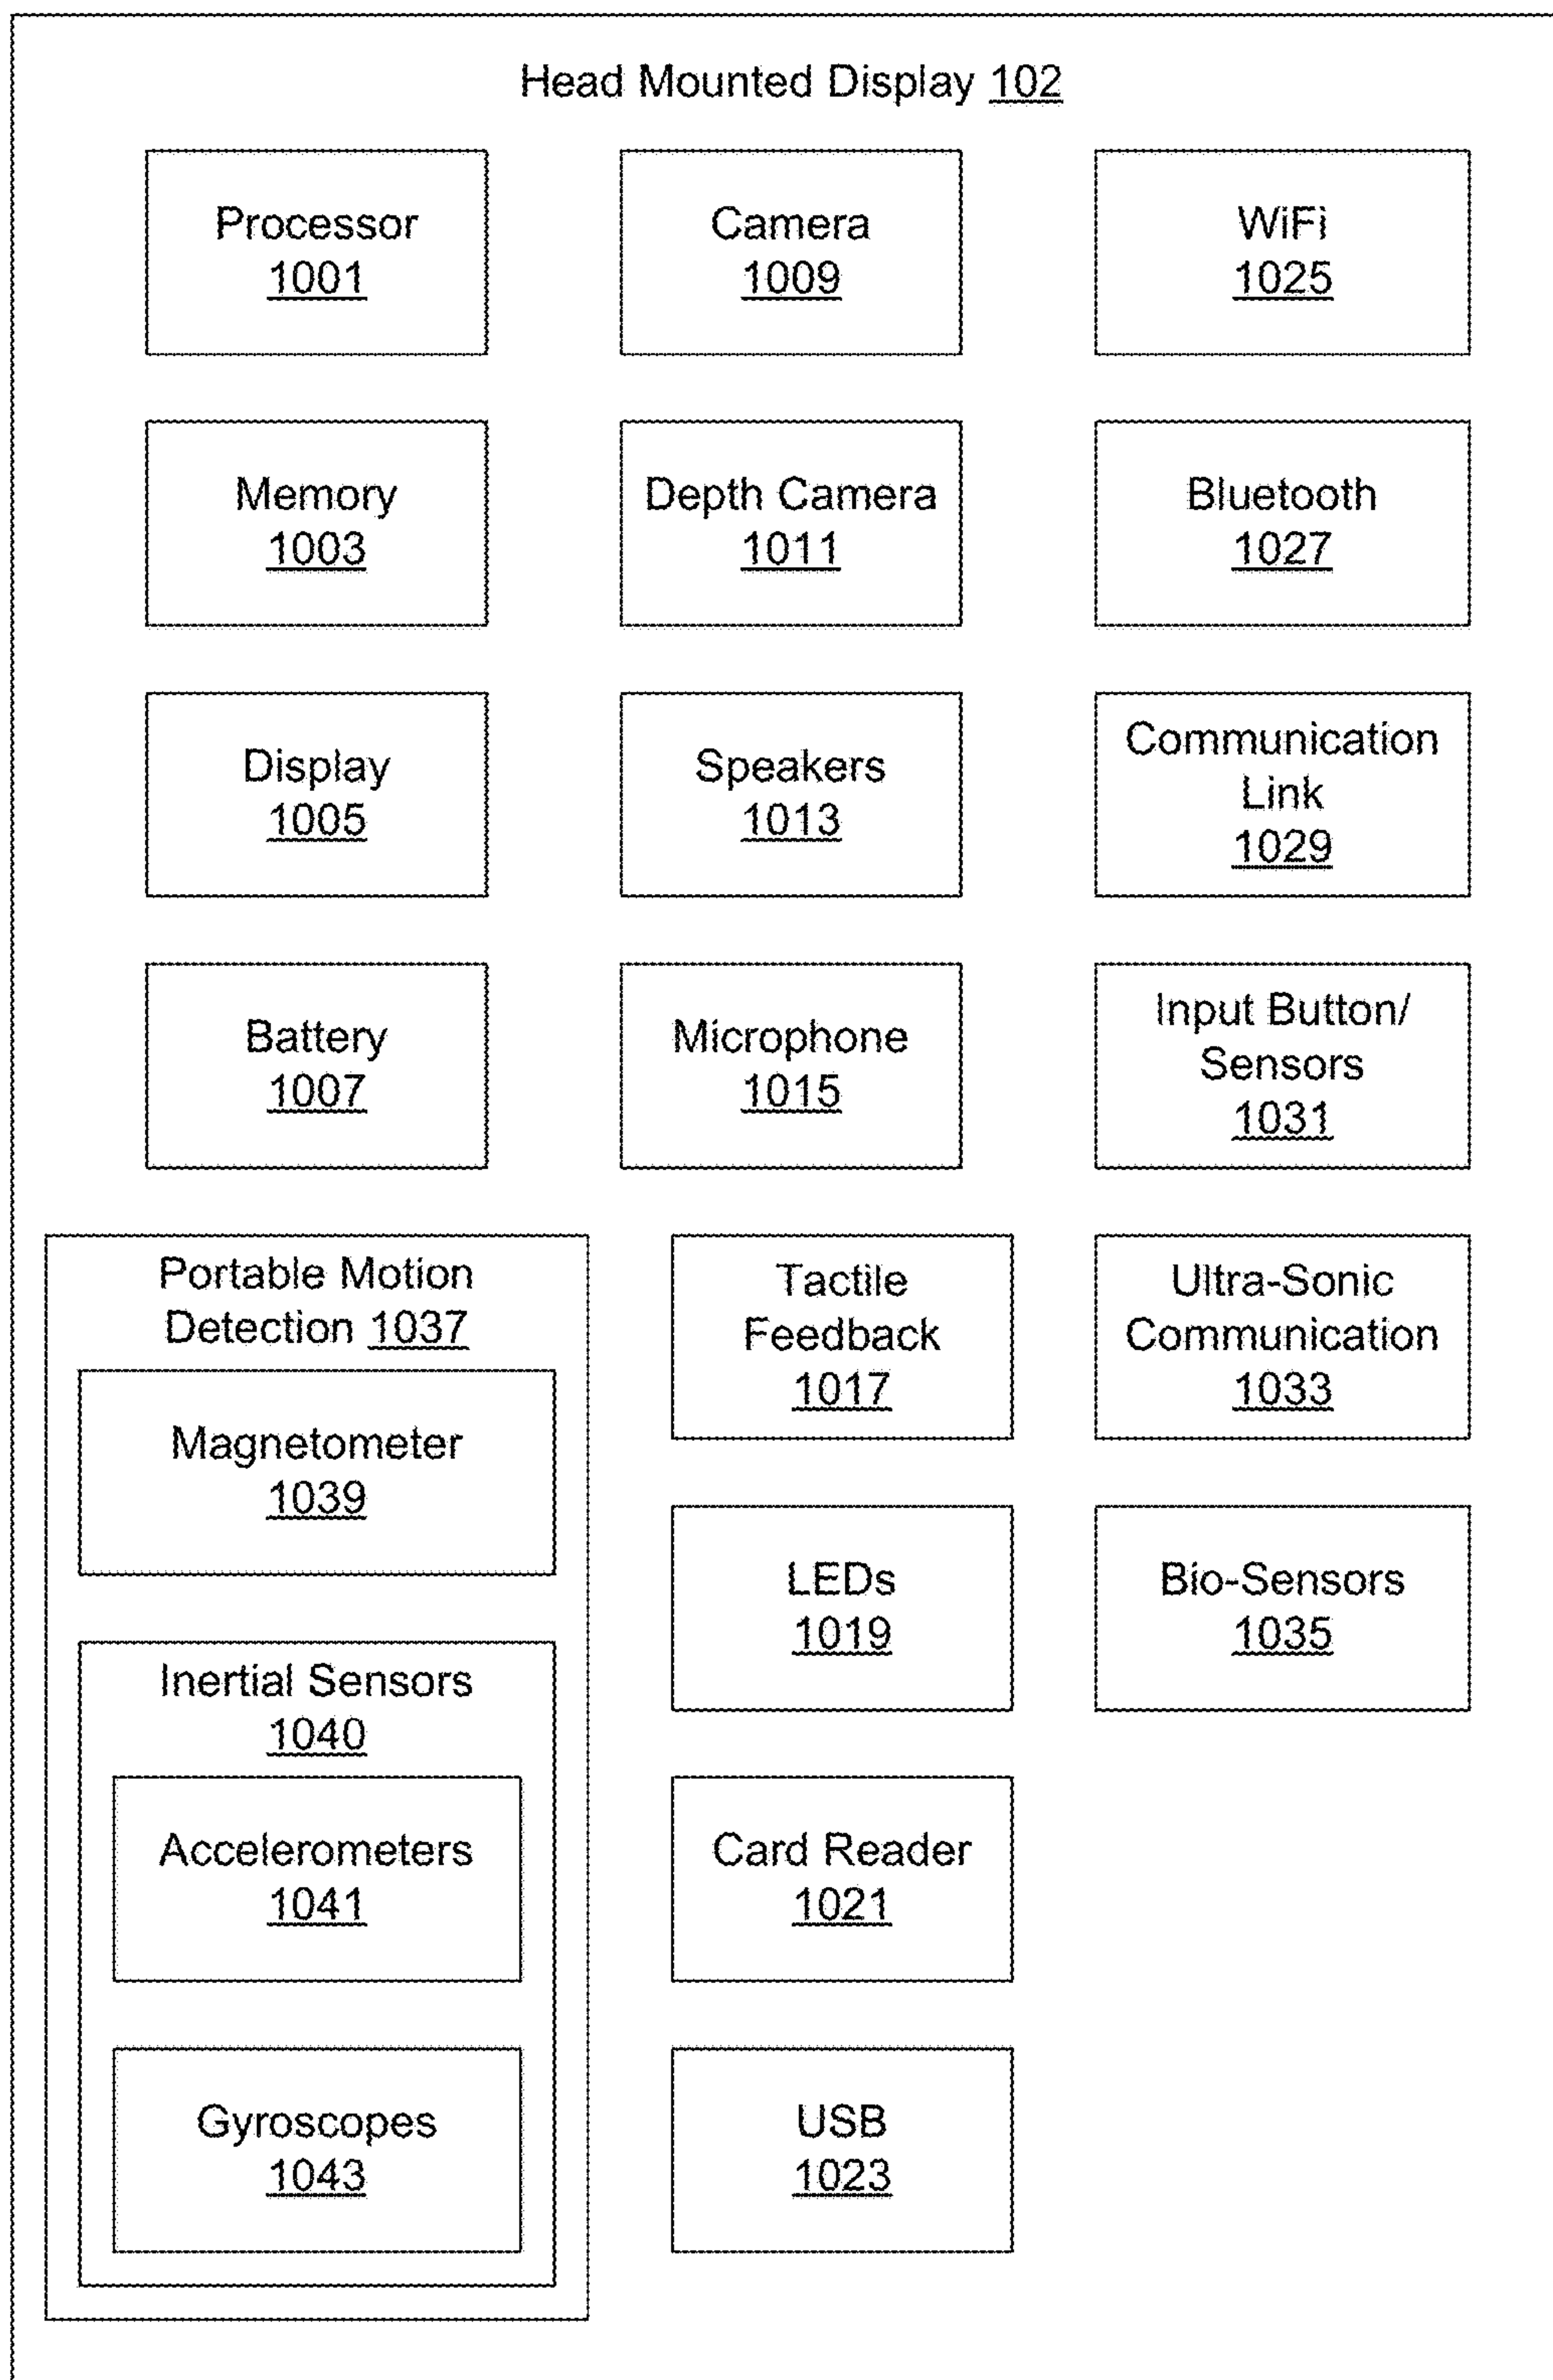 Head Mounted Display 102
Processor
1001
Camera
1009
WiFi
1025
Memory
1003
Depth Camera
1011
Bluetooth
1027
Display
1005
Speakers
1013
Communication
Link
1029
Battery
1007
Microphone
1015
Input Button/
Sensors
1031
Portable Motion
Detection 1037
Magnetometer
1039
Inertial Sensors
1040
Accelerometers
1041
Gyroscopes
1043
Tactile
Feedback
1017
Ultra-Sonic
Communication
1033
LEDs
1019
Bio-Sensors
1035
Card Reader
1021
USB
1023